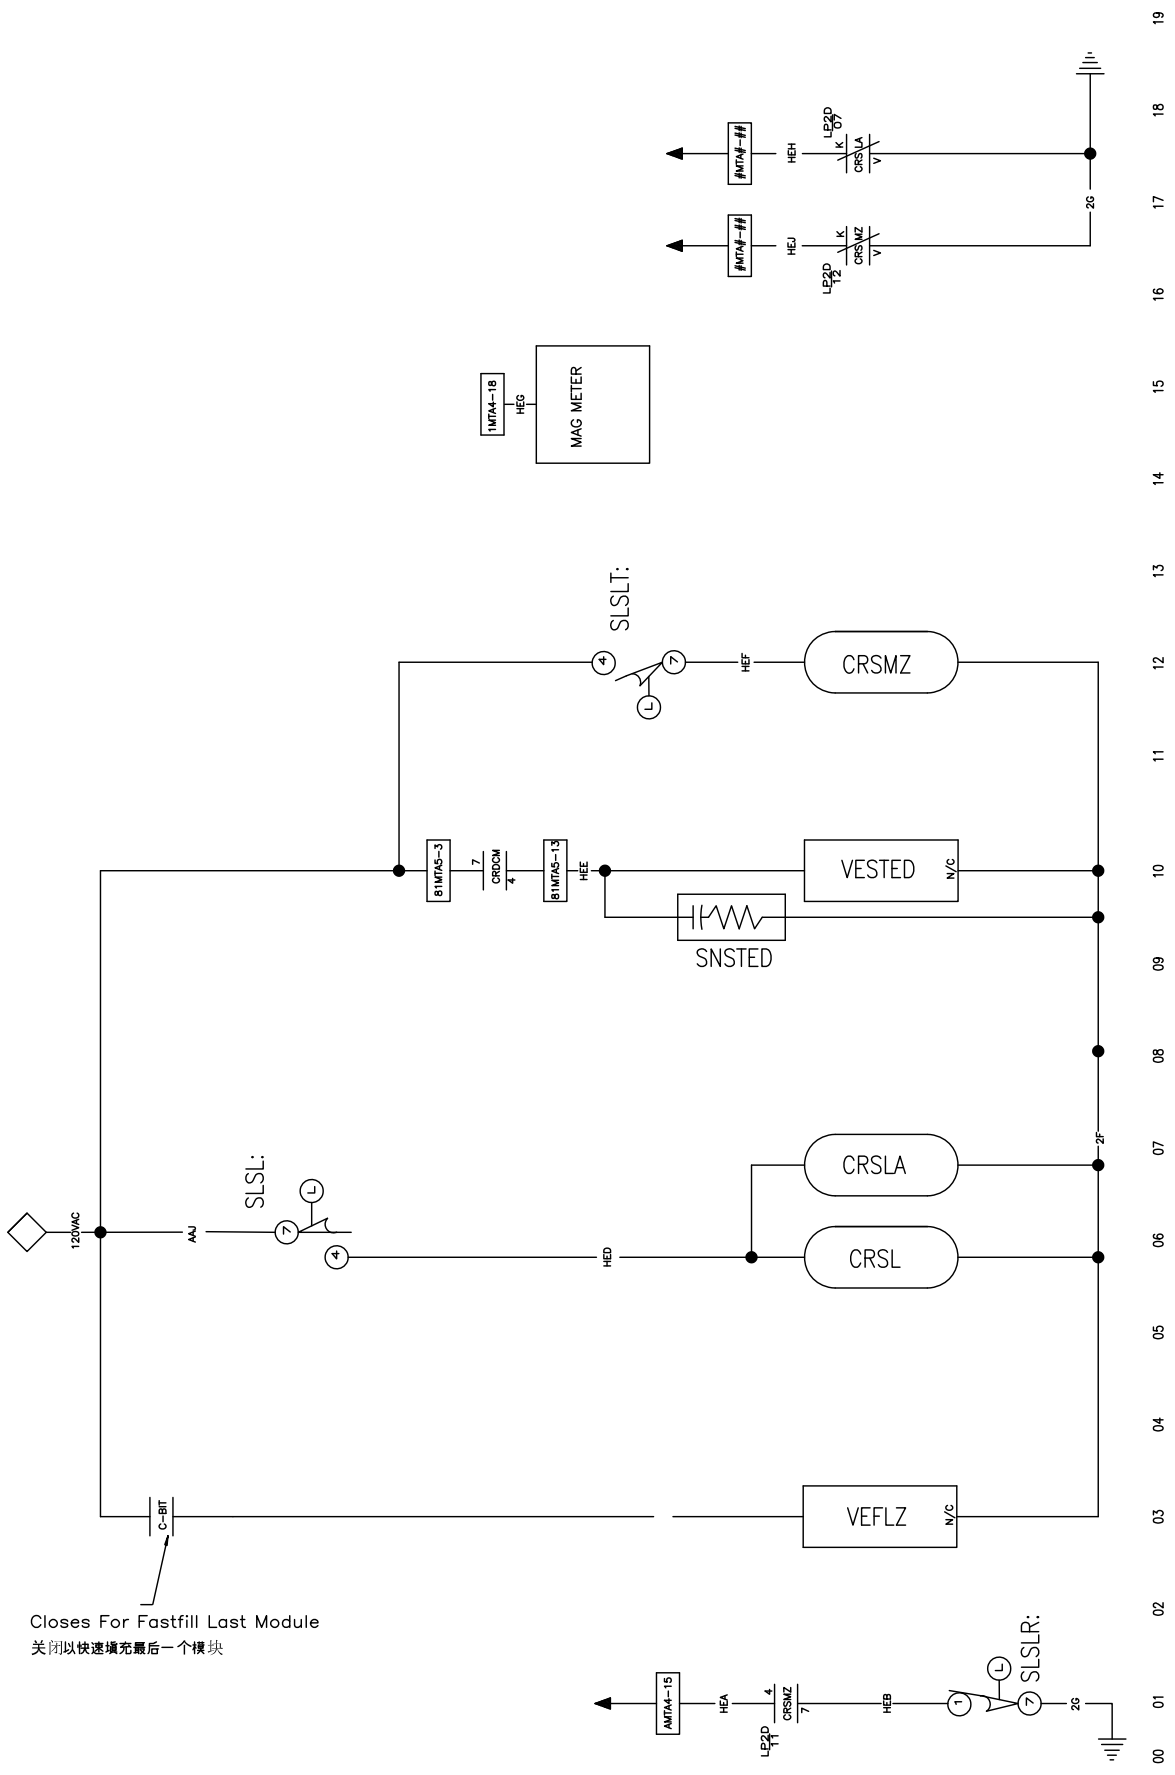 19
18
17
16
15
14
13
12
11
10
09
08
07
06
05
04
03
02
01
00
#MTA#-##
HEH
LP2D
07
K
CRSLA
V
2G
#MTA#-##
HEJ
LP2D
12
K
CRSMZ
V
1MTA4-18
HEG
MAG METER
SLSLT:
4
7
L
HEF
CRSMZ
81MTA5-3
7
CRDCM
4
81MTA5-13
HEE
VESTED
N/C
SNSTED
2F
120VAC
AAJ
SLSL:
7
L
4
HED
CRSLA
CRSL
C-BIT
VEFLZ
N/C
Closes For Fastfill Last Module
关闭以快速填充最后一个模块
AMTA4-15
HEA
LP2D
11
4
CRSMZ
7
HEB
1
L
7
SLSLR:
2G